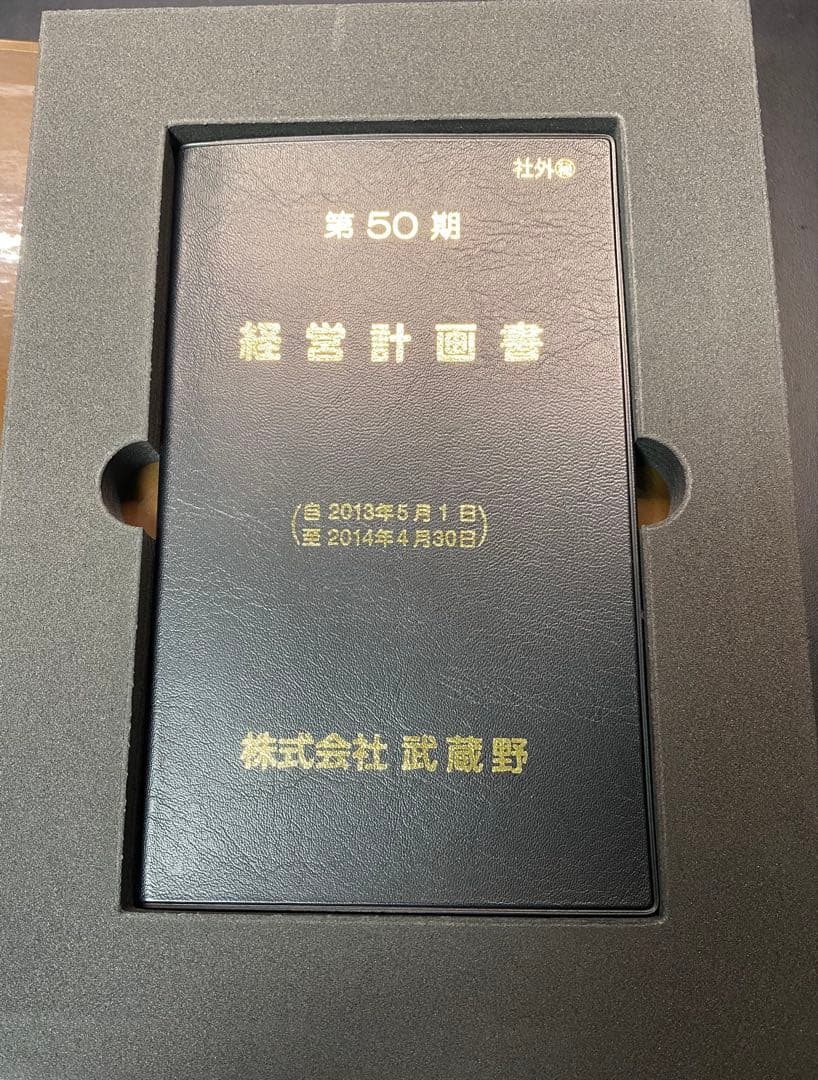 社外㊙
第50期
経営計画書
自 2013年5月1日
至 2014年4月30日
株式会社 武蔵野